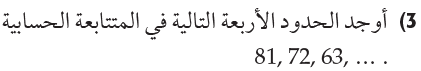 (3 أوجد الحدود الأربعة التالية في المتتابعة الحسابية
81, 72, 63, … .